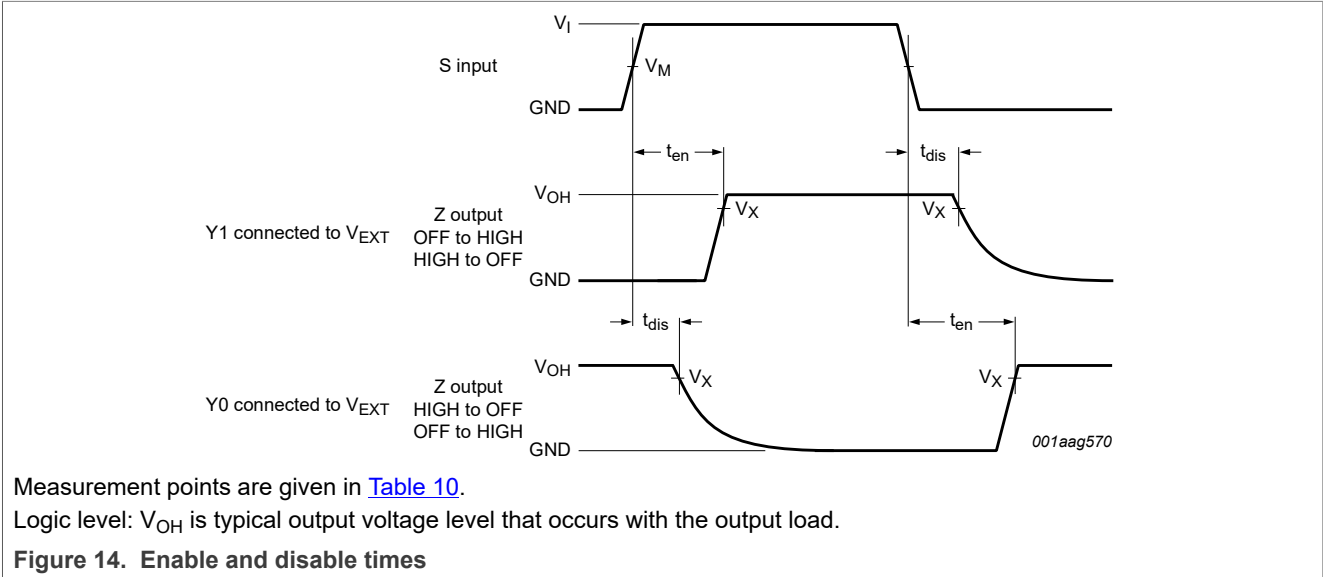 V_I
S input
V_M
GND
t_en
t_dis
V_OH
V_X
V_X
Y1 connected to V_EXT
Z output
OFF to HIGH
HIGH to OFF
GND
t_dis
t_en
V_OH
V_X
V_X
Y0 connected to V_EXT
Z output
HIGH to OFF
OFF to HIGH
GND
001aag570
Measurement points are given in Table 10.
Logic level: V_OH is typical output voltage level that occurs with the output load.
Figure 14. Enable and disable times